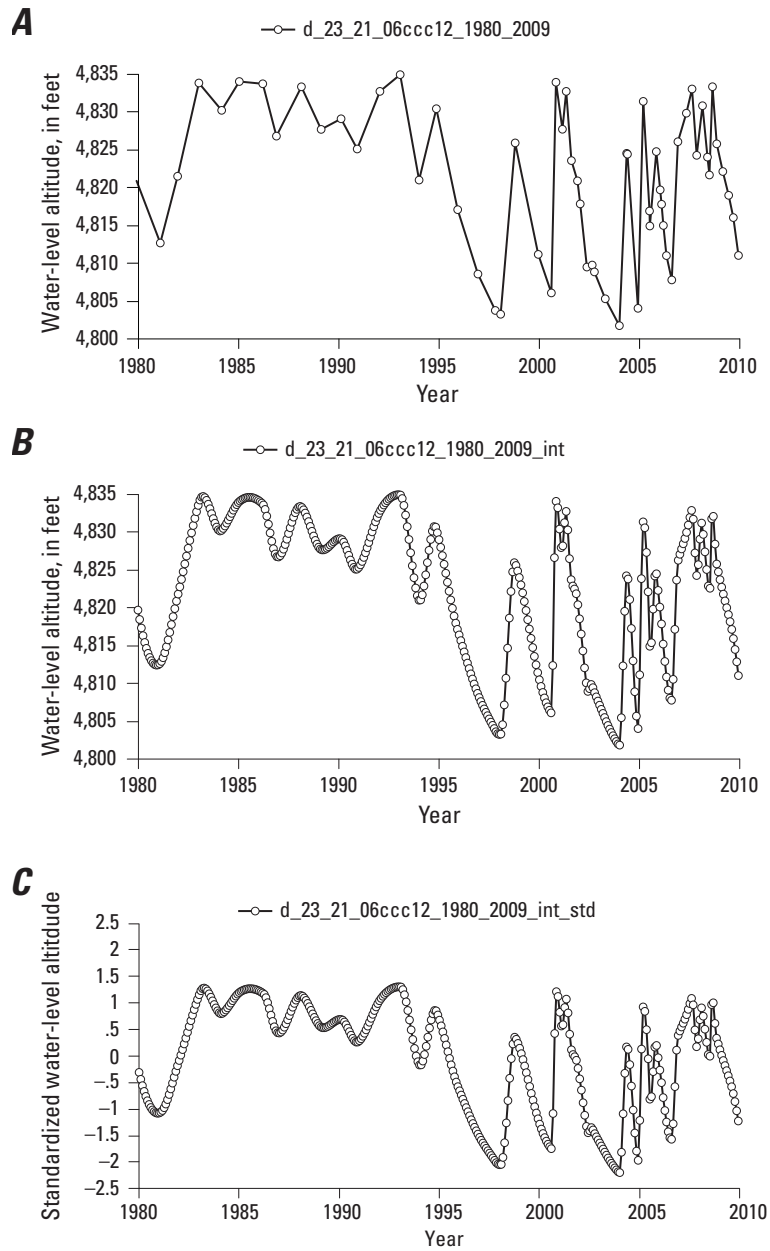 A
d_23_21_06ccc12_1980_2009
Water-level altitude, in feet
4,835
4,830
4,825
4,820
4,815
4,810
4,805
4,800
1980 1985 1990 1995 2000 2005 2010
Year
B
d_23_21_06ccc12_1980_2009_int
Water-level altitude, in feet
4,835
4,830
4,825
4,820
4,815
4,810
4,805
4,800
1980 1985 1990 1995 2000 2005 2010
Year
C
d_23_21_06ccc12_1980_2009_int_std
Standardized water-level altitdude
2.5
2
1.5
1
.5
0
−.5
−1
−1.5
−2
−2.5
1980 1985 1990 1995 2000 2005 2010
Year